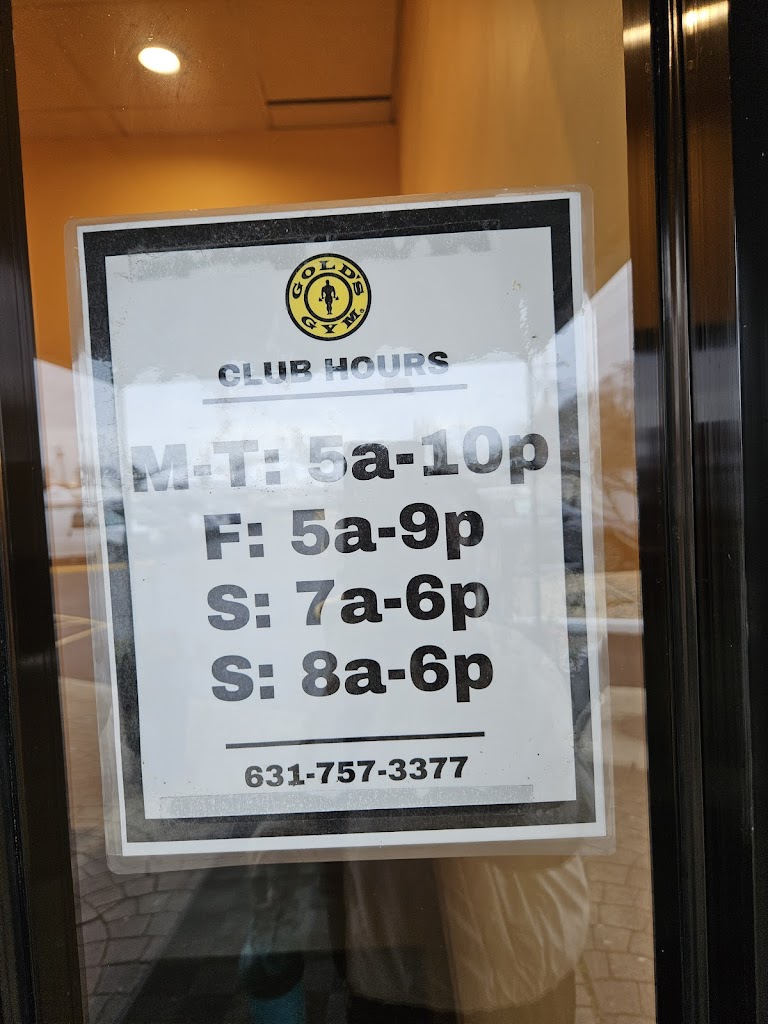 GOLD'S
GYM
CLUB HOURS
M-T: 5a-10p
F: 5a-9p
S: 7a-6p
S: 8a-6p
631-757-3377